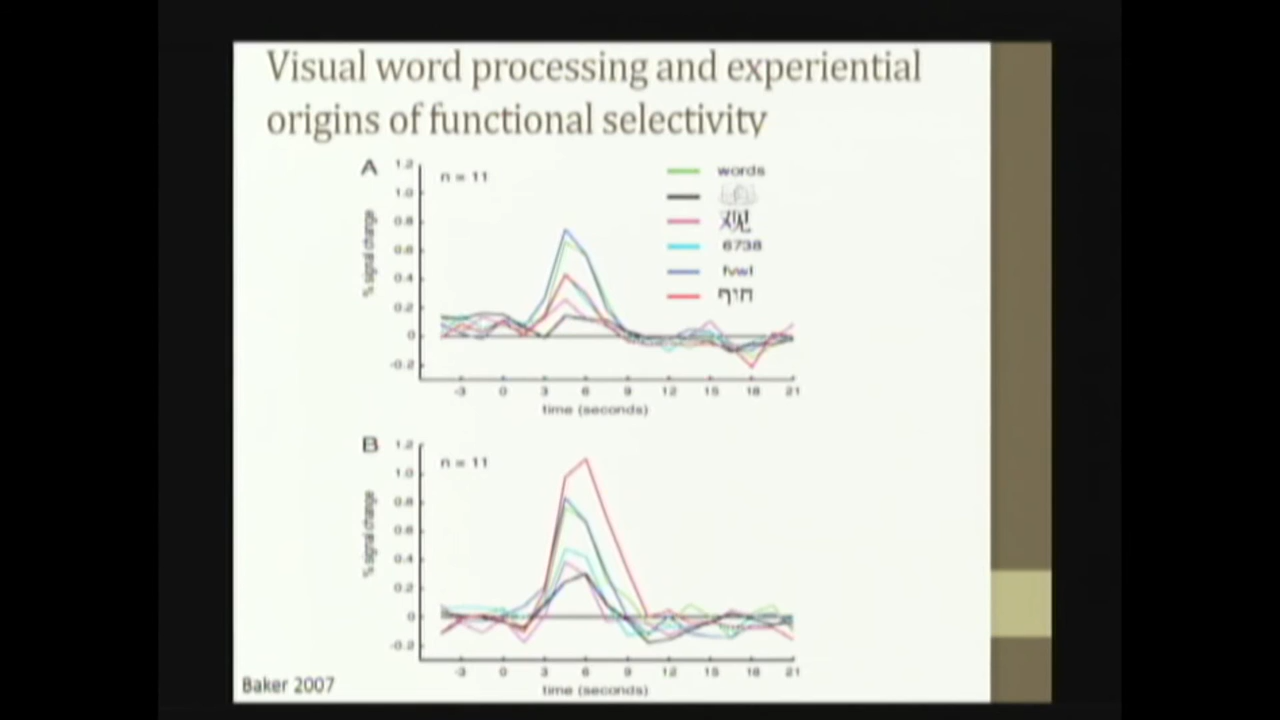 Visual word processing and experiential
origins of functional selectivity
A
1.2
1.0
0.8
0.6
0.4
0.2
0
-0.2
% signal change
n = 11
words
观
6738
fvwt
חיף
-3 0 3 6 9 12 15 18 21
time (seconds)
B
1.2
1.0
0.8
0.6
0.4
0.2
0
-0.2
% signal change
n = 11
-3 0 3 6 9 12 15 18 21
time (seconds)
Baker 2007